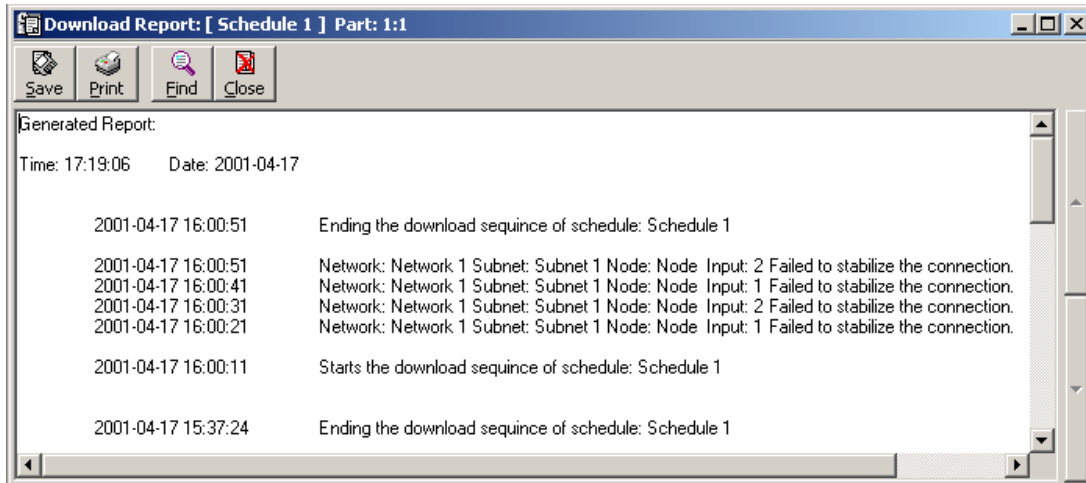 Download Report: [ Schedule 1 ] Part: 1:1
Save Print Find Close
Generated Report:
Time: 17:19:06 Date: 2001-04-17
2001-04-17 16:00:51 Ending the download sequince of schedule: Schedule 1
2001-04-17 16:00:51 Network: Network 1 Subnet: Subnet 1 Node: Node Input: 2 Failed to stabilize the connection.
2001-04-17 16:00:41 Network: Network 1 Subnet: Subnet 1 Node: Node Input: 1 Failed to stabilize the connection.
2001-04-17 16:00:31 Network: Network 1 Subnet: Subnet 1 Node: Node Input: 2 Failed to stabilize the connection.
2001-04-17 16:00:21 Network: Network 1 Subnet: Subnet 1 Node: Node Input: 1 Failed to stabilize the connection.
2001-04-17 16:00:11 Starts the download sequince of schedule: Schedule 1
2001-04-17 15:37:24 Ending the download sequince of schedule: Schedule 1